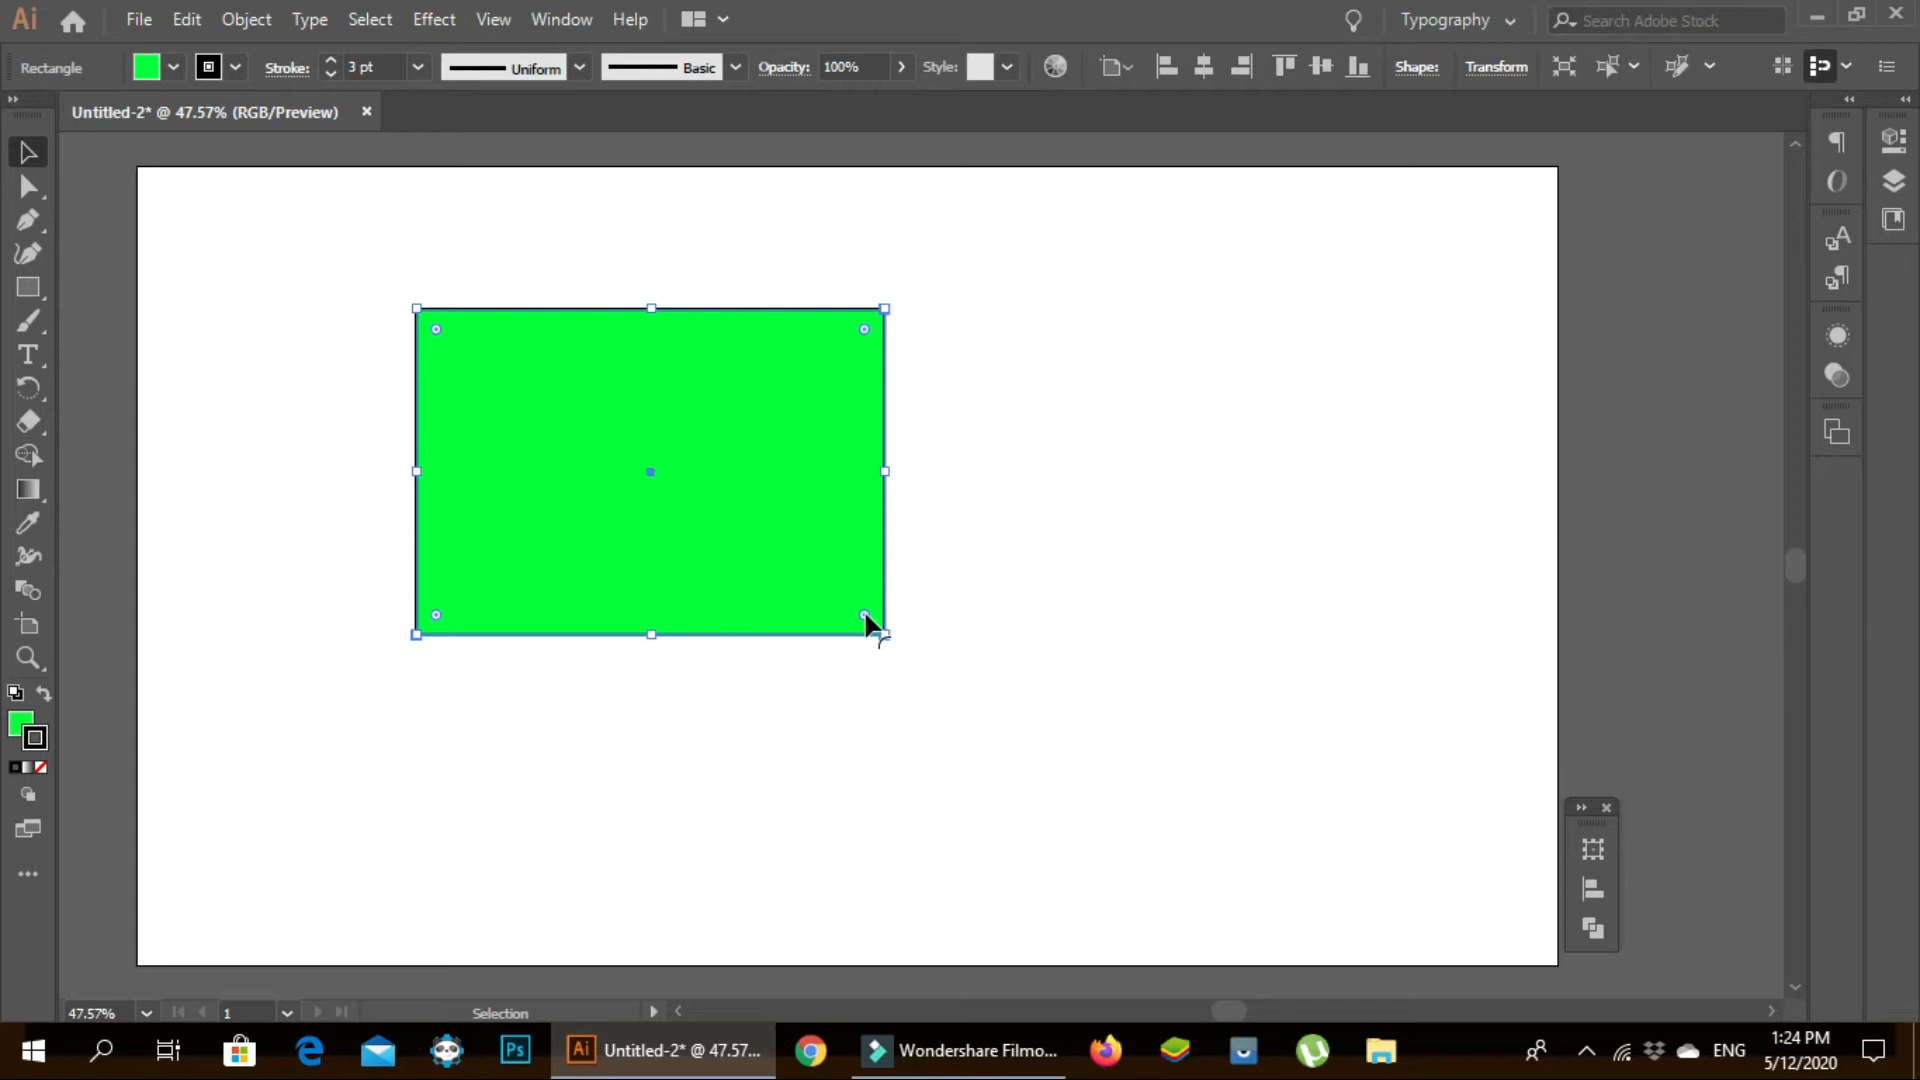 Ai File Edit Object Type Select Effect View Window Help Typography Search Adobe Stock
Rectangle Stroke: 3 pt Uniform Basic Opacity: 100% Style: Shape: Transform
Untitled-2* @ 47.57% (RGB/Preview)
47.57% 1 Selection
Ps Ai Untitled-2* @ 47.57... Wondershare Filmo... ENG 1:24 PM
5/12/2020